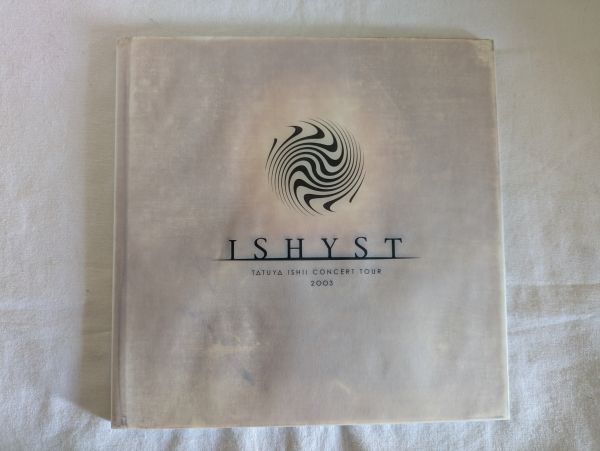 ISHYST
TATUYA ISHII CONCERT TOUR
2003